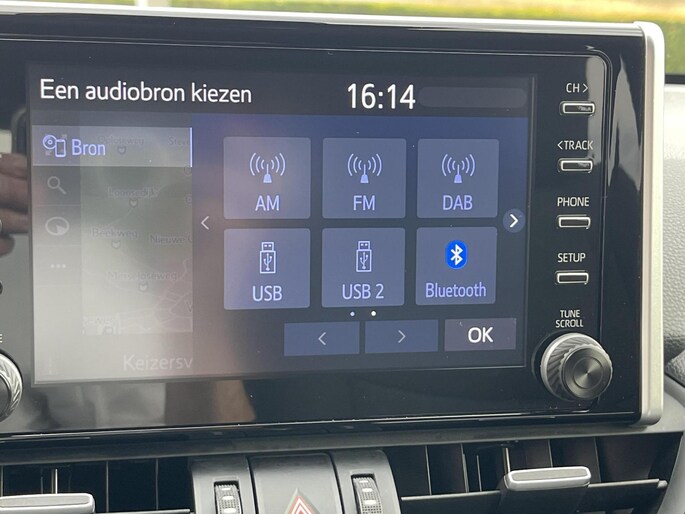 Een audiobron kiezen
16:14
Bron
AM
FM
DAB
USB
USB 2
Bluetooth
OK
Keizersv
CH >
< TRACK
PHONE
SETUP
TUNE
SCROLL